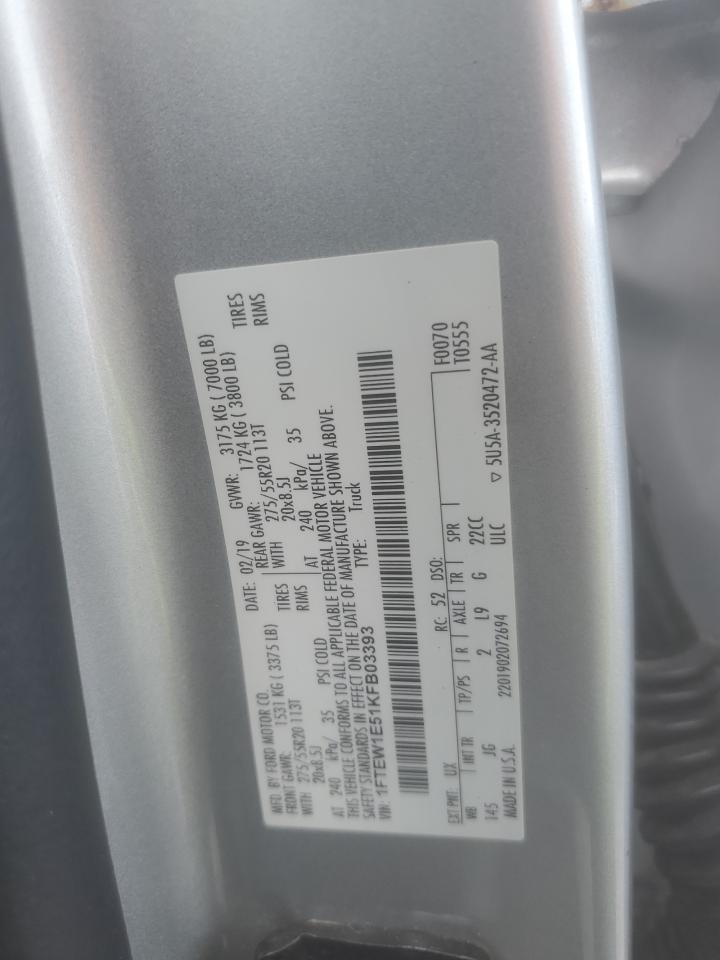 MFD. BY FORD MOTOR CO.
DATE: 02/19 GVWR: 3175 KG ( 7000 LB)
FRONT GAWR: 1531 KG ( 3375 LB) REAR GAWR: 1724 KG ( 3800 LB)
WITH 275/55R20 113T TIRES WITH 275/55R20 113T TIRES
20x8.5J RIMS 20x8.5J RIMS
AT 240 kPa/ 35 PSI COLD AT 240 kPa/ 35 PSI COLD
THIS VEHICLE CONFORMS TO ALL APPLICABLE FEDERAL MOTOR VEHICLE
SAFETY STANDARDS IN EFFECT ON THE DATE OF MANUFACTURE SHOWN ABOVE.
VIN: 1FTEW1E51KFB03393 TYPE: Truck
F0070
T0555
EXT PNT: UX RC: 52 DSO:
WB INT TR TP/PS R AXLE TR SPR
145 JG 2 L9 G 22CC
ULC
MADE IN U.S.A. 2201902072694
▽ 5U5A-3520472-AA